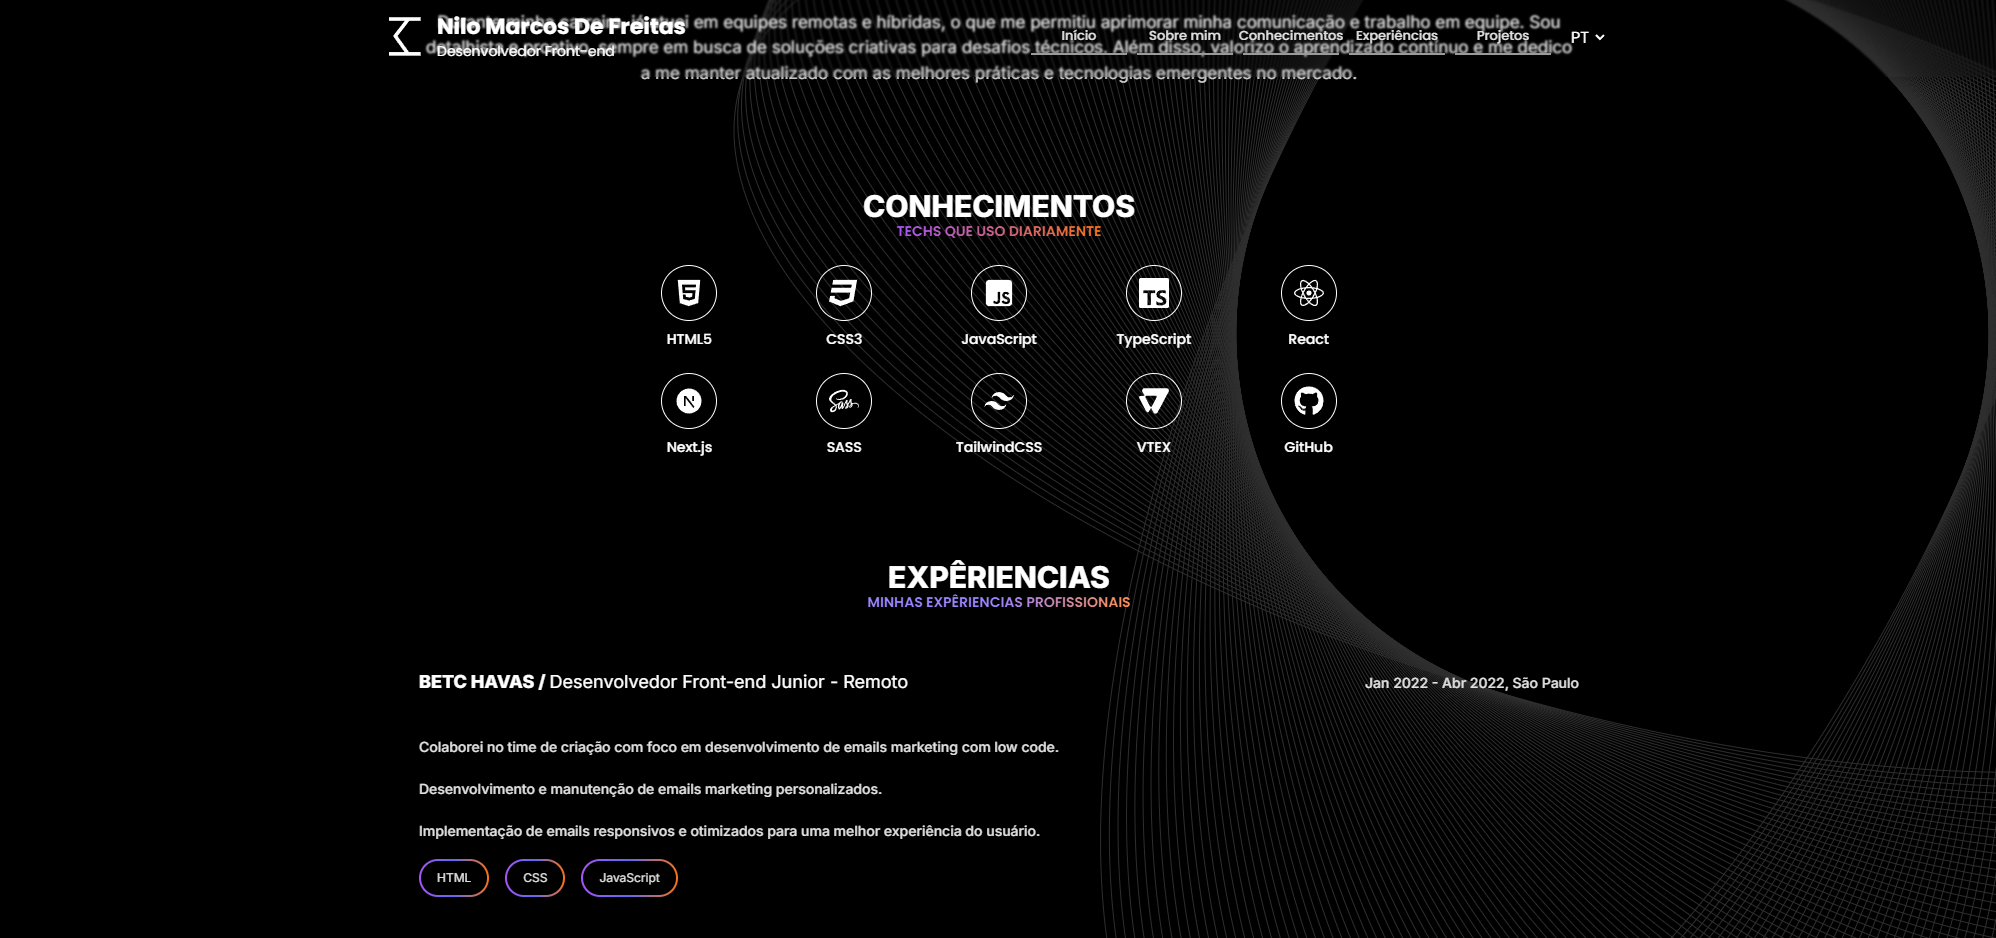 Nilo Marcos De Freitas
Desenvolvedor Front-end
Início Sobre mim Conhecimentos Experiências Projetos PT
em equipes remotas e híbridas, o que me permitiu aprimorar minha comunicação e trabalho em equipe. Sou
sempre em busca de soluções criativas para desafios técnicos. Além disso, valorizo o aprendizado contínuo e me dedico
a me manter atualizado com as melhores práticas e tecnologias emergentes no mercado.
CONHECIMENTOS
TECHS QUE USO DIARIAMENTE
HTML5 CSS3 JavaScript TypeScript React
Next.js SASS TailwindCSS VTEX GitHub
EXPÊRIENCIAS
MINHAS EXPÊRIENCIAS PROFISSIONAIS
BETC HAVAS / Desenvolvedor Front-end Junior - Remoto
Jan 2022 - Abr 2022, São Paulo
Colaborei no time de criação com foco em desenvolvimento de emails marketing com low code.
Desenvolvimento e manutenção de emails marketing personalizados.
Implementação de emails responsivos e otimizados para uma melhor experiência do usuário.
HTML CSS JavaScript